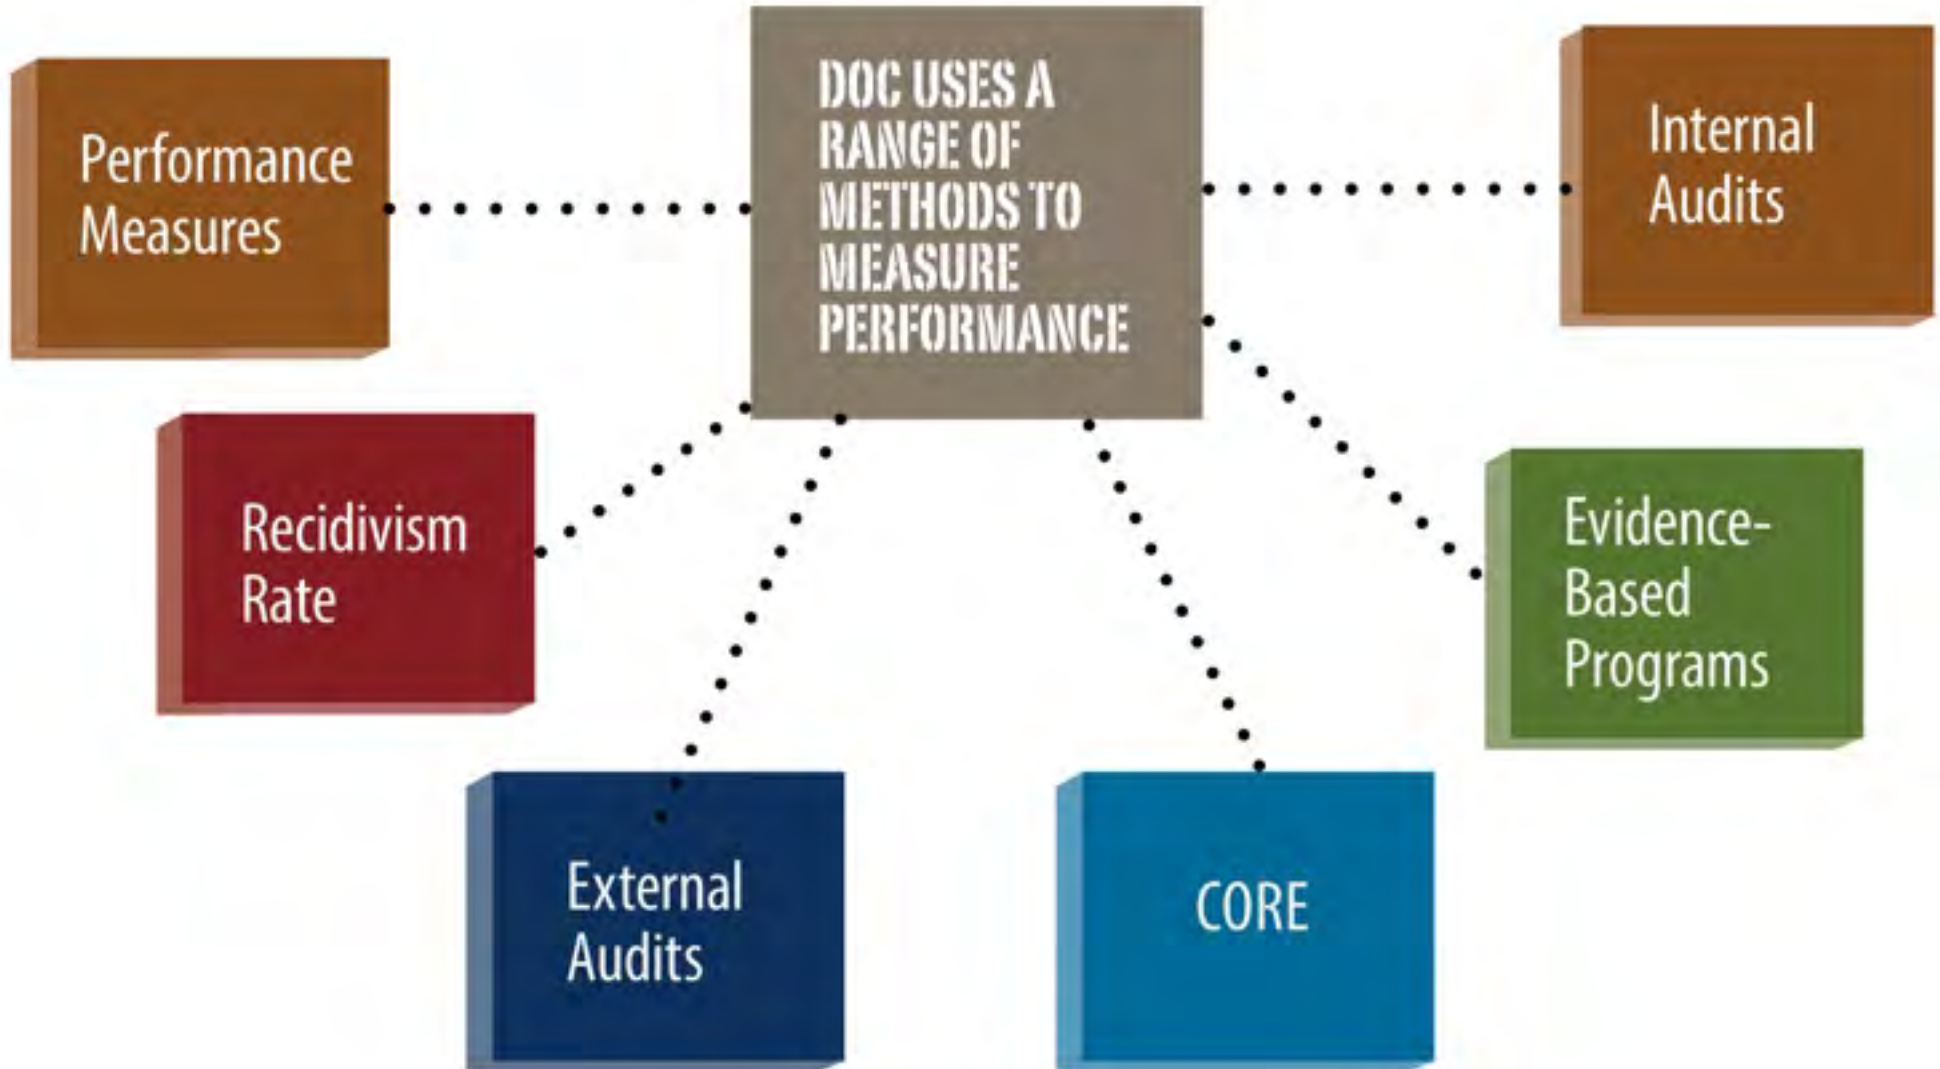 DOC USES A
RANGE OF
METHODS TO
MEASURE
PERFORMANCE
Performance
Measures
Internal
Audits
Recidivism
Rate
Evidence-
Based
Programs
External
Audits
CORE